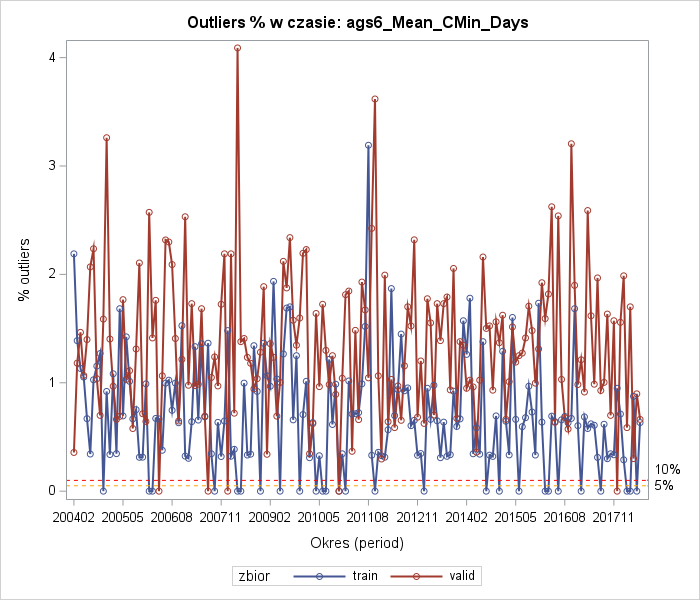 Outliers % w czasie: ags6_Mean_CMin_Days
% outliers
4
3
2
1
0
10%
5%
200402 200505 200608 200711 200902 201005 201108 201211 201402 201505 201608 201711
Okres (period)
zbior train valid